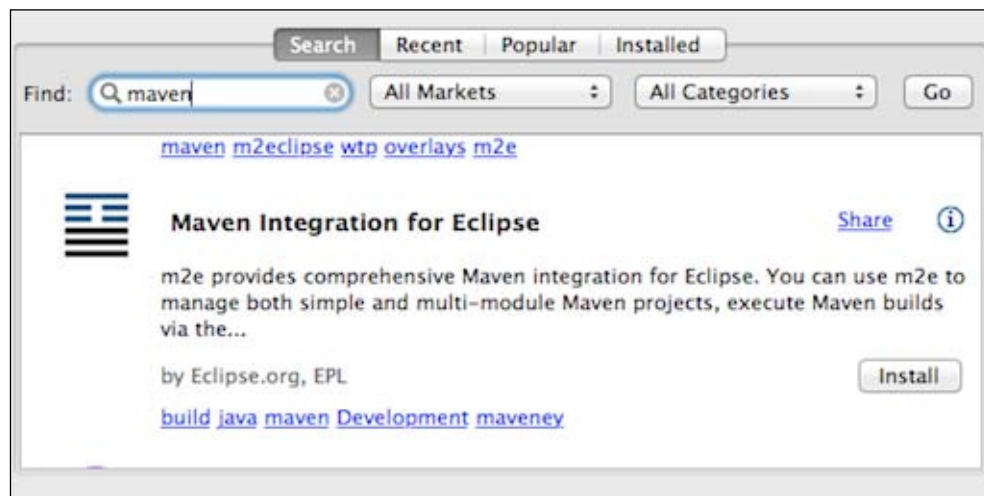 Search Recent Popular Installed
Find: maven All Markets All Categories Go
maven m2eclipse wtp overlays m2e
Maven Integration for Eclipse Share
m2e provides comprehensive Maven integration for Eclipse. You can use m2e to
manage both simple and multi-module Maven projects, execute Maven builds
via the...
by Eclipse.org, EPL Install
build java maven Development maveney